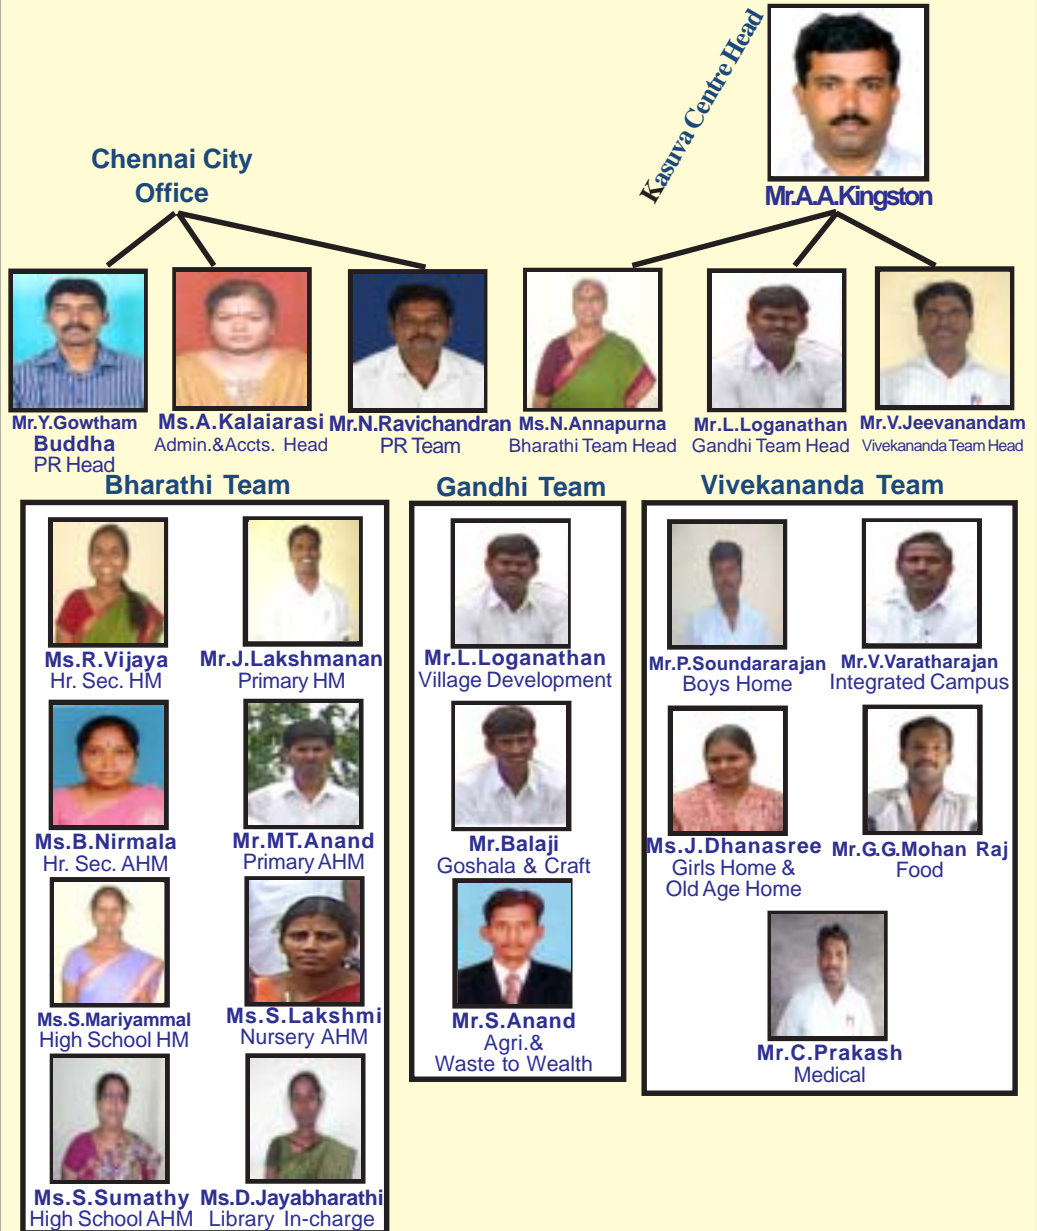 Kasuva Centre Head
Mr.A.A.Kingston
Chennai City
Office
Mr.Y.Gowtham
Buddha
PR Head
Ms.A.Kalaiarasi
Admin.&Accts. Head
Mr.N.Ravichandran
PR Team
Ms.N.Annapurna
Bharathi Team Head
Mr.L.Loganathan
Gandhi Team Head
Mr.V.Jeevanandam
Vivekananda Team Head
Bharathi Team
Ms.R.Vijaya
Hr. Sec. HM
Mr.J.Lakshmanan
Primary HM
Ms.B.Nirmala
Hr. Sec. AHM
Mr.MT.Anand
Primary AHM
Ms.S.Mariyammal
High School HM
Ms.S.Lakshmi
Nursery AHM
Ms.S.Sumathy
High School AHM
Ms.D.Jayabharathi
Library In-charge
Gandhi Team
Mr.L.Loganathan
Village Development
Mr.Balaji
Goshala & Craft
Mr.S.Anand
Agri.&
Waste to Wealth
Vivekananda Team
Mr.P.Soundararajan
Boys Home
Mr.V.Varatharajan
Integrated Campus
Ms.J.Dhanasree
Girls Home &
Old Age Home
Mr.G.G.Mohan Raj
Food
Mr.C.Prakash
Medical